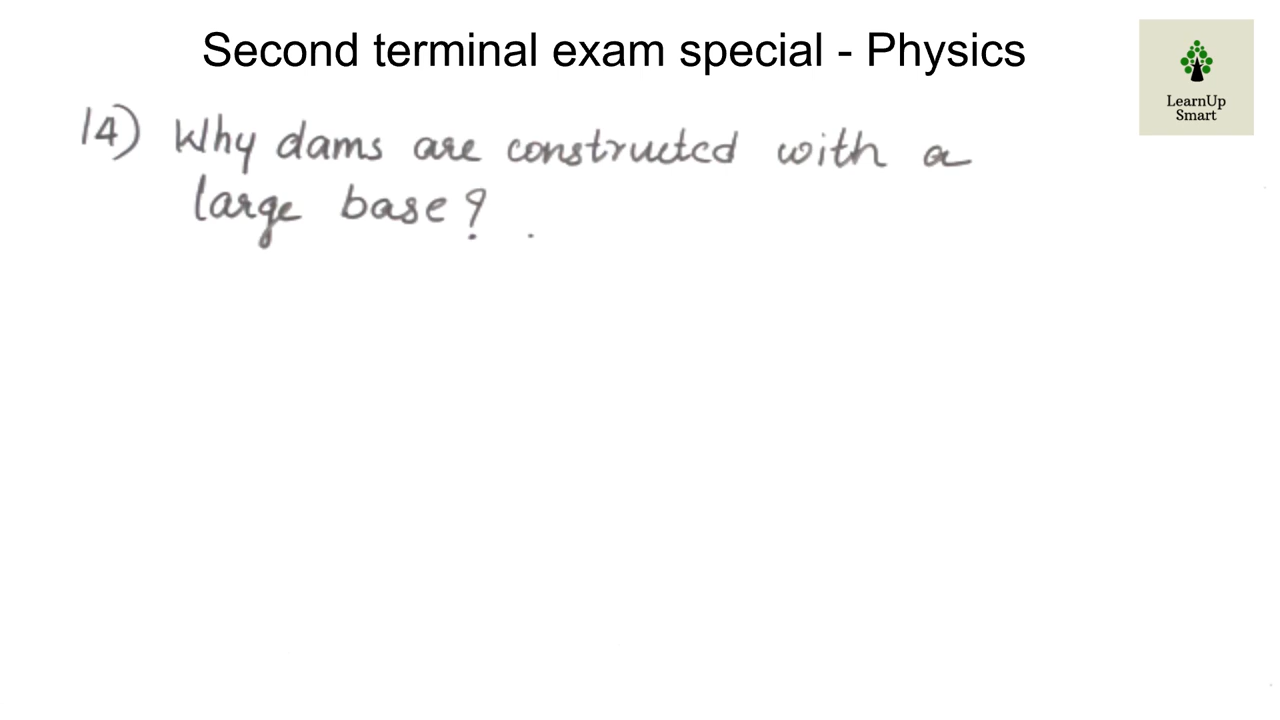 Second terminal exam special - Physics
LearnUp
Smart
14) Why dams are constructed with a
large base?